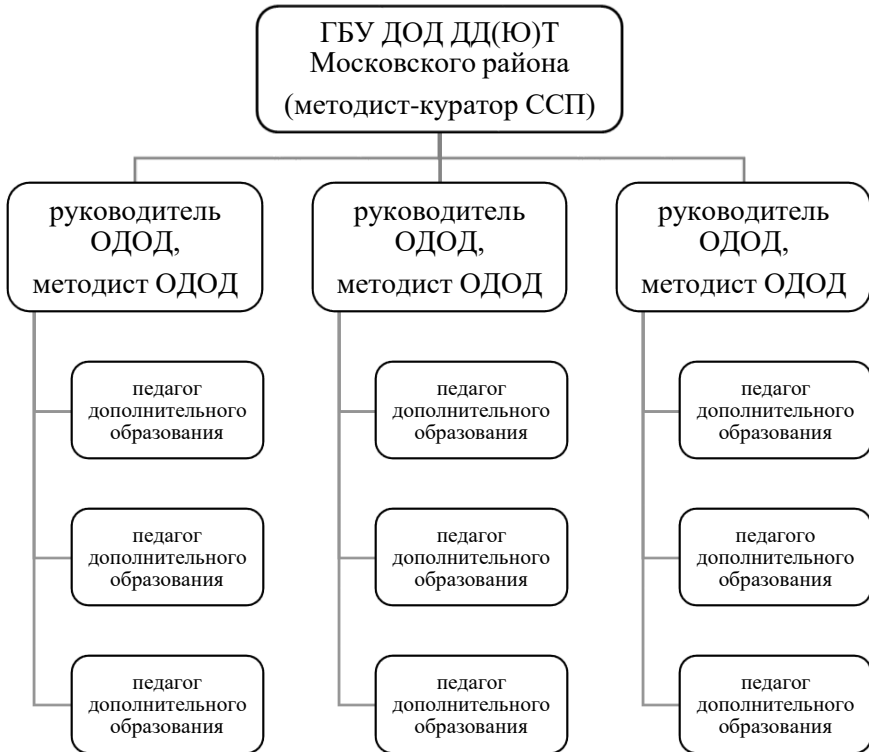 ГБУ ДОД ДД(Ю)Т
Московского района
(методист-куратор ССП)
руководитель
ОДОД,
методист ОДОД
руководитель
ОДОД,
методист ОДОД
руководитель
ОДОД,
методист ОДОД
педагог
дополнительного
образования
педагог
дополнительного
образования
педагог
дополнительного
образования
педагог
дополнительного
образования
педагог
дополнительного
образования
педагого
дополнительного
образования
педагог
дополнительного
образования
педагог
дополнительного
образования
педагог
дополнительного
образования